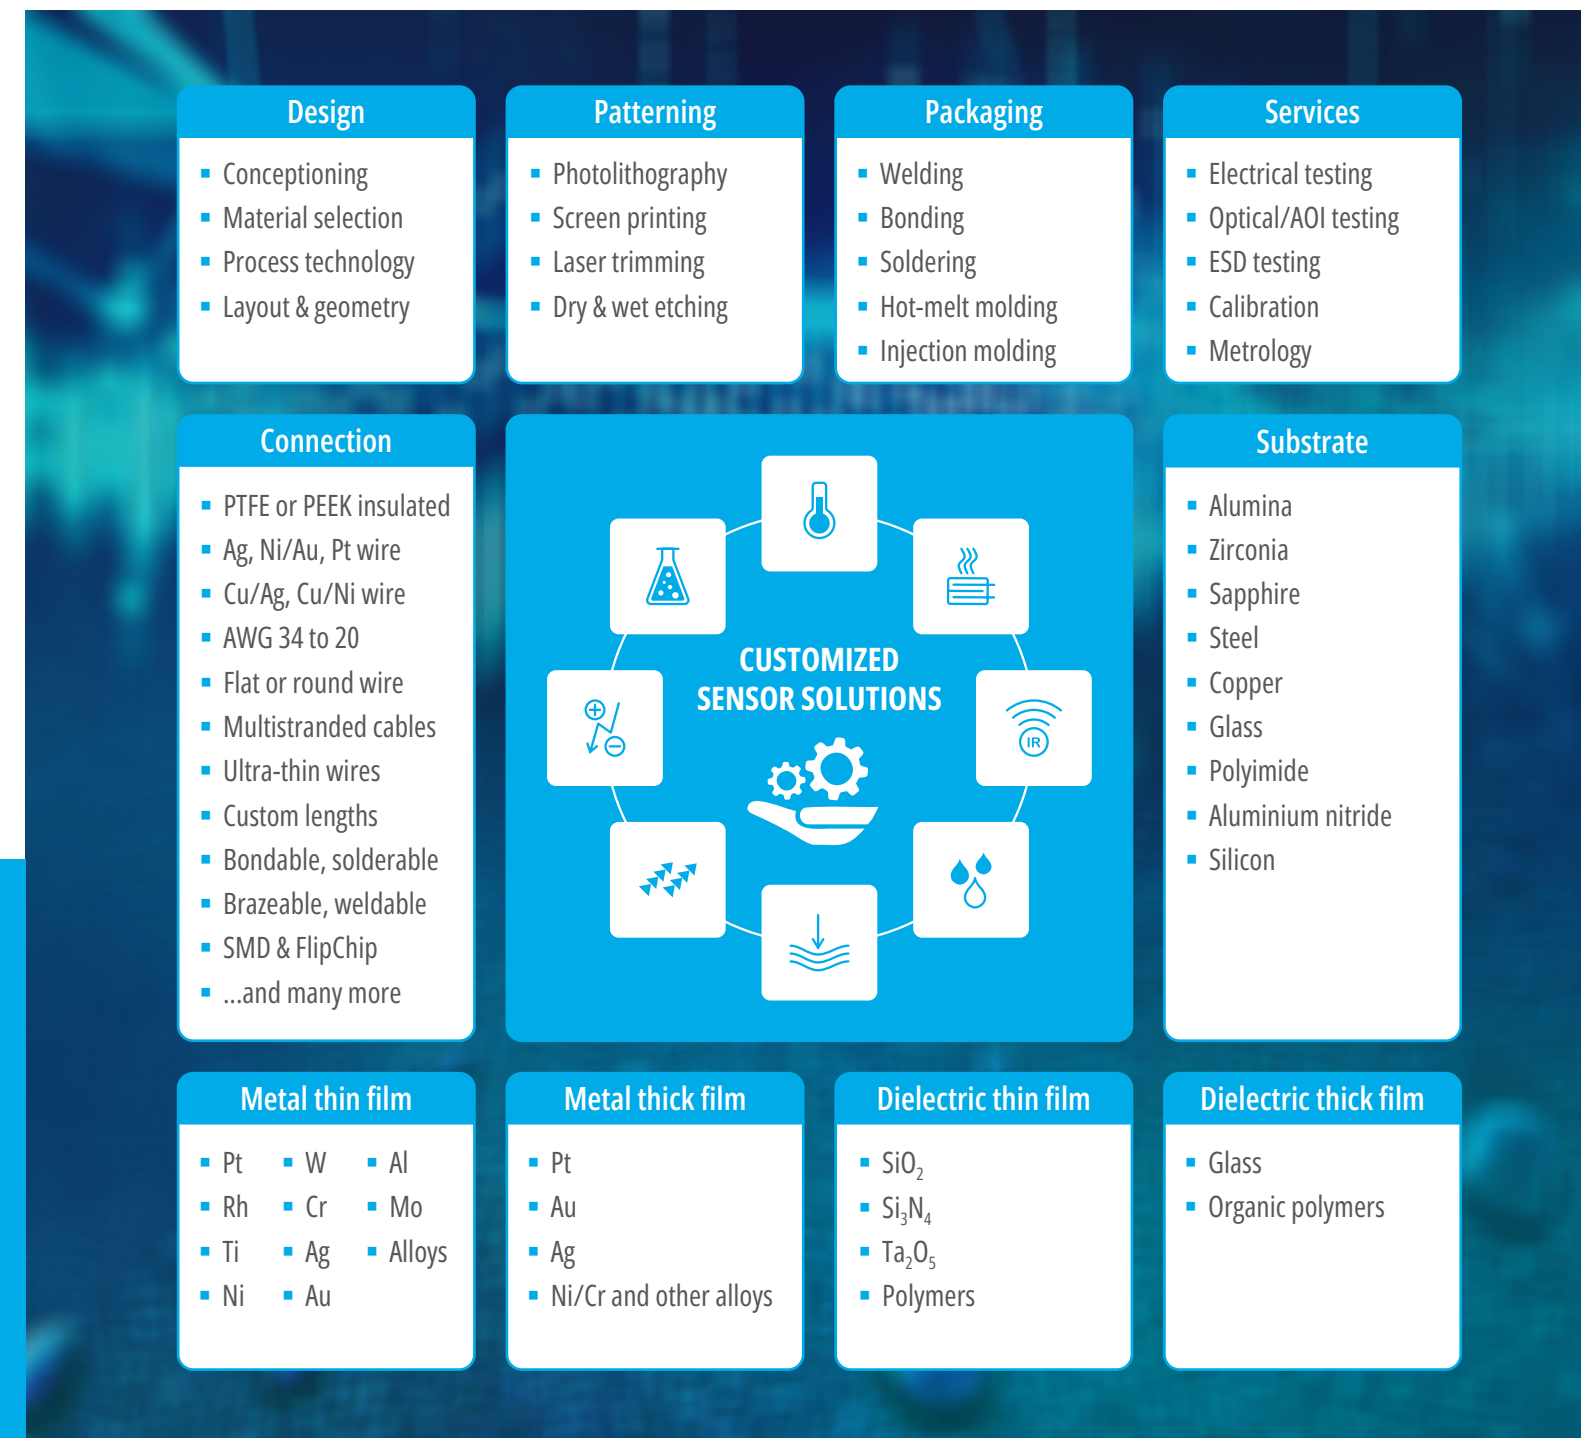 Design
Conceptioning
Material selection
Process technology
Layout & geometry
Patterning
Photolithography
Screen printing
Laser trimming
Dry & wet etching
Packaging
Welding
Bonding
Soldering
Hot-melt molding
Injection molding
Services
Electrical testing
Optical/AOI testing
ESD testing
Calibration
Metrology
Connection
PTFE or PEEK insulated
Ag, Ni/Au, Pt wire
Cu/Ag, Cu/Ni wire
AWG 34 to 20
Flat or round wire
Multistranded cables
Ultra-thin wires
Custom lengths
Bondable, solderable
Brazeable, weldable
SMD & FlipChip
...and many more
CUSTOMIZED
SENSOR SOLUTIONS
IR
Substrate
Alumina
Zirconia
Sapphire
Steel
Copper
Glass
Polyimide
Aluminium nitride
Silicon
Metal thin film
Pt
Rh
Ti
Ni
W
Cr
Ag
Au
Al
Mo
Alloys
Metal thick film
Pt
Au
Ag
Ni/Cr and other alloys
Dielectric thin film
SiO₂
Si₃N₄
Ta₂O₅
Polymers
Dielectric thick film
Glass
Organic polymers